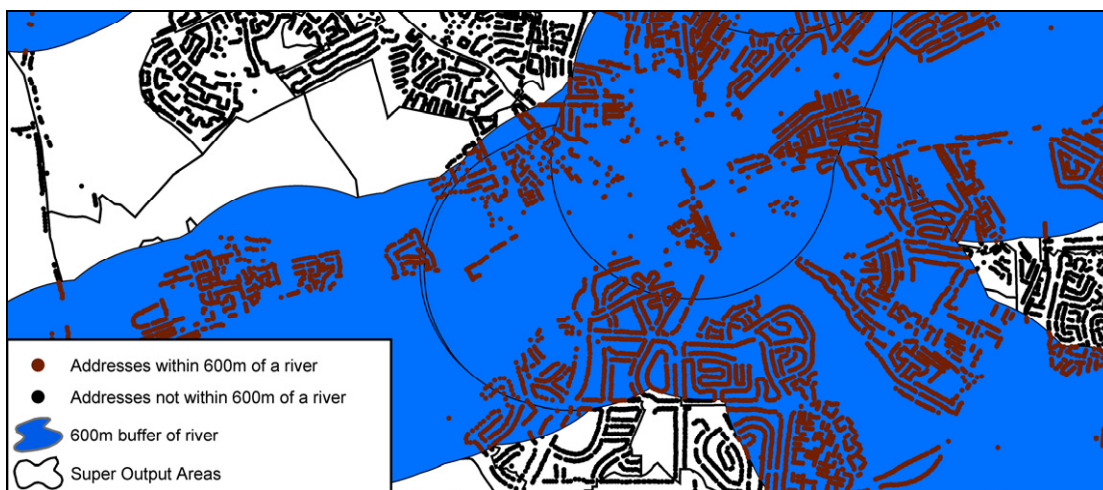 Addresses within 600m of a river
Addresses not within 600m of a river
600m buffer of river
Super Output Areas